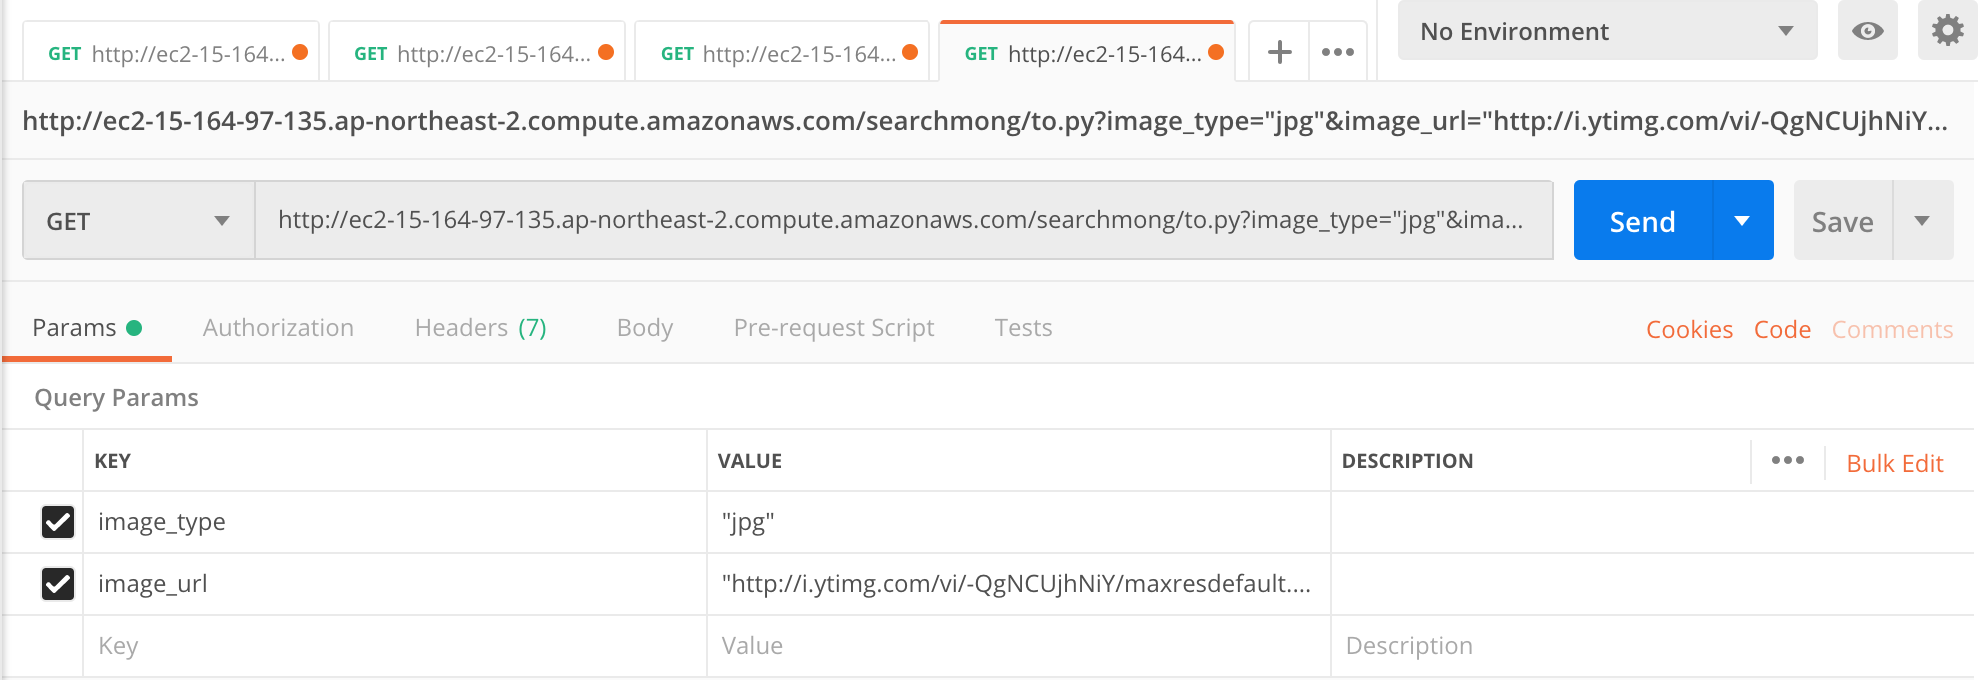 GET http://ec2-15-164... GET http://ec2-15-164... GET http://ec2-15-164... GET http://ec2-15-164... No Environment
http://ec2-15-164-97-135.ap-northeast-2.compute.amazonaws.com/searchmong/to.py?image_type="jpg"&image_url="http://i.ytimg.com/vi/-QgNCUjhNiY...
GET http://ec2-15-164-97-135.ap-northeast-2.compute.amazonaws.com/searchmong/to.py?image_type="jpg"&ima... Send Save
Params Authorization Headers (7) Body Pre-request Script Tests Cookies Code Comments
Query Params
KEY VALUE DESCRIPTION Bulk Edit
image_type "jpg"
image_url "http://i.ytimg.com/vi/-QgNCUjhNiY/maxresdefault....
Key Value Description